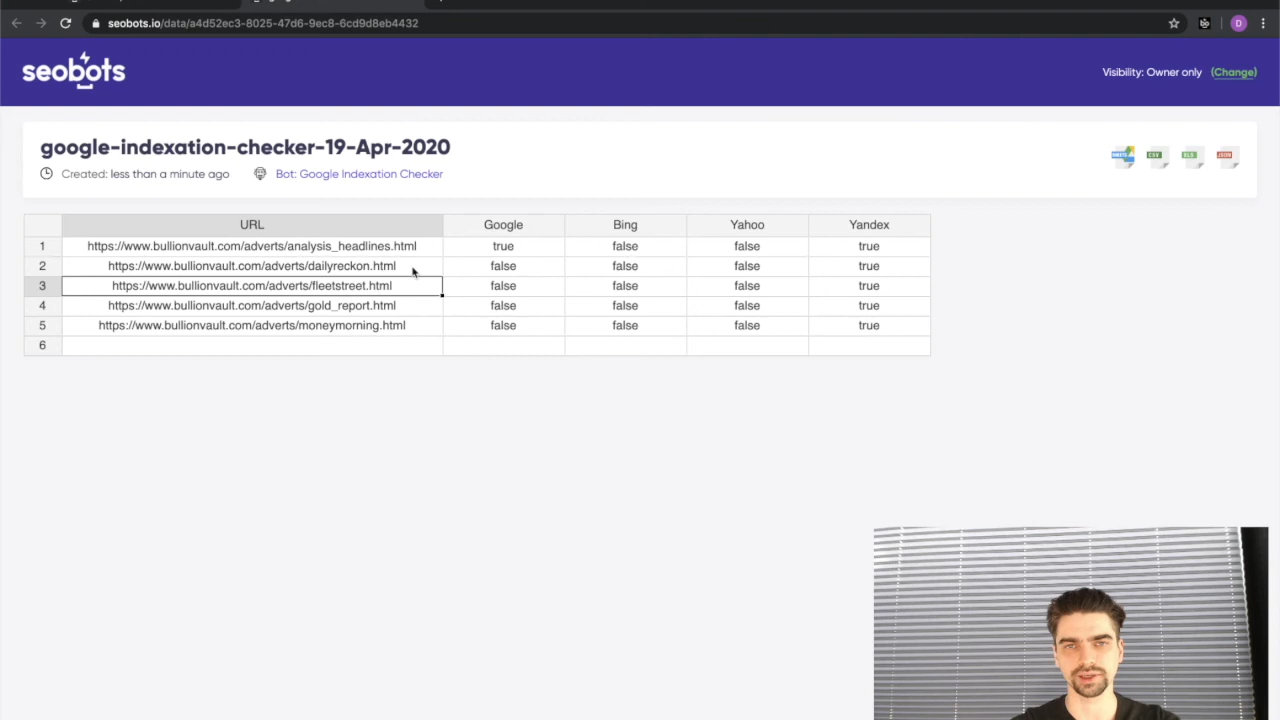 seobots.io/data/a4d52ec3-8025-47d6-9ec8-6cd9d8eb4432
D
seobots
Visibility: Owner only (Change)
google-indexation-checker-19-Apr-2020
Created: less than a minute ago Bot: Google Indexation Checker
CSV XLS JSON
URL Google Bing Yahoo Yandex
1 https://www.bullionvault.com/adverts/analysis_headlines.html true false false true
2 https://www.bullionvault.com/adverts/dailyreckon.html false false false true
3 https://www.bullionvault.com/adverts/fleetstreet.html false false false true
4 https://www.bullionvault.com/adverts/gold_report.html false false false true
5 https://www.bullionvault.com/adverts/moneymorning.html false false false true
6